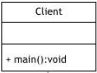 Client
+ main():void